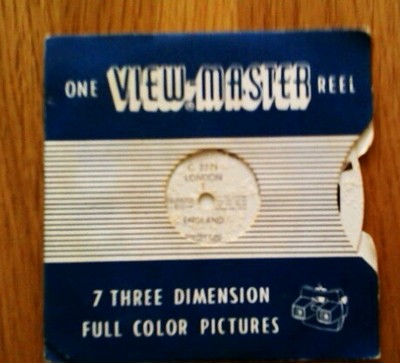 ONE VIEW-MASTER REEL
LONDON
ENGLAND
7 THREE DIMENSION
FULL COLOR PICTURES